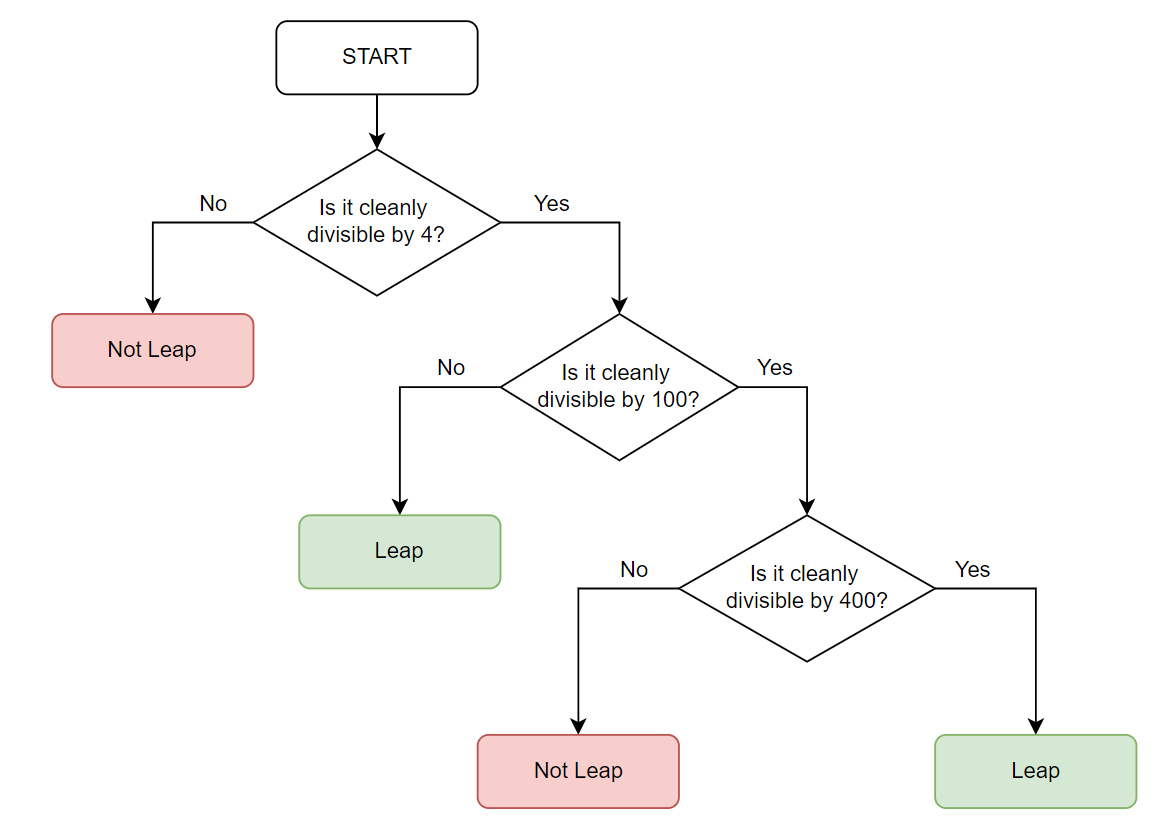 START
No
Yes
Is it cleanly
divisible by 4?
Not Leap
No
Yes
Is it cleanly
divisible by 100?
Leap
No
Yes
Is it cleanly
divisible by 400?
Not Leap
Leap